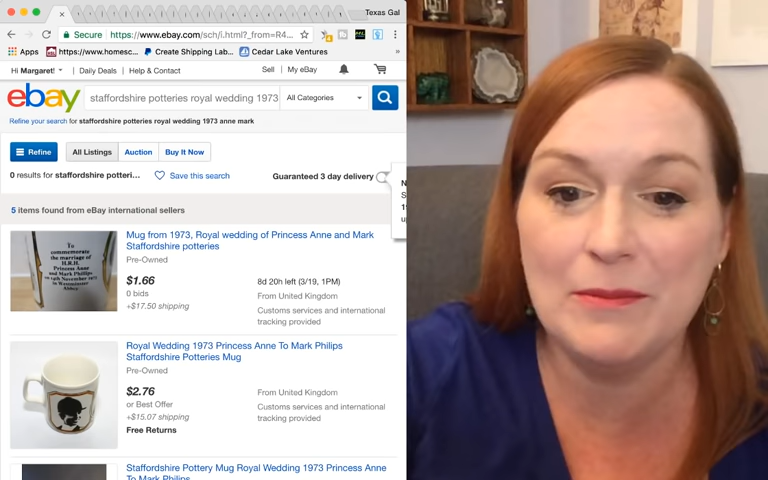 Texas Gal
Secure https://www.ebay.com/sch/i.html?_from=R4...
Apps https://www.homesc... Create Shipping Lab... Cedar Lake Ventures »
Hi Margaret! Daily Deals | Help & Contact Sell | My eBay
ebay staffordshire potteries royal wedding 1973 All Categories
Refine your search for staffordshire potteries royal wedding 1973 anne mark
Refine All Listings Auction Buy It Now
0 results for staffordshire potteri... Save this search Guaranteed 3 day delivery
5 items found from eBay international sellers
Mug from 1973, Royal wedding of Princess Anne and Mark
Staffordshire potteries
Pre-Owned
$1.66 8d 20h left (3/19, 1PM)
0 bids From United Kingdom
+$17.50 shipping Customs services and international
tracking provided
To
commemorate
the marriage of
H.R.H.
Princess Anne
and Mark Phillips
on 14th November 1973
in Westminster
Abbey
Royal Wedding 1973 Princess Anne To Mark Philips
Staffordshire Potteries Mug
Pre-Owned
$2.76 From United Kingdom
or Best Offer Customs services and international
+$15.07 shipping tracking provided
Free Returns
Staffordshire Pottery Mug Royal Wedding 1973 Princess Anne
To Mark Philips